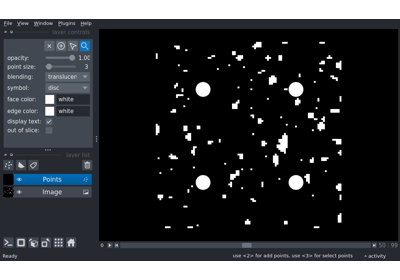 File View Window Plugins Help
layer controls
opacity: 1.00
point size: 3
blending: translucen
symbol: disc
face color: white
edge color: white
display text:
out of slice:
layer list
Points
Image
0 50 99
Ready use <2> for add points, use <3> for select points activity